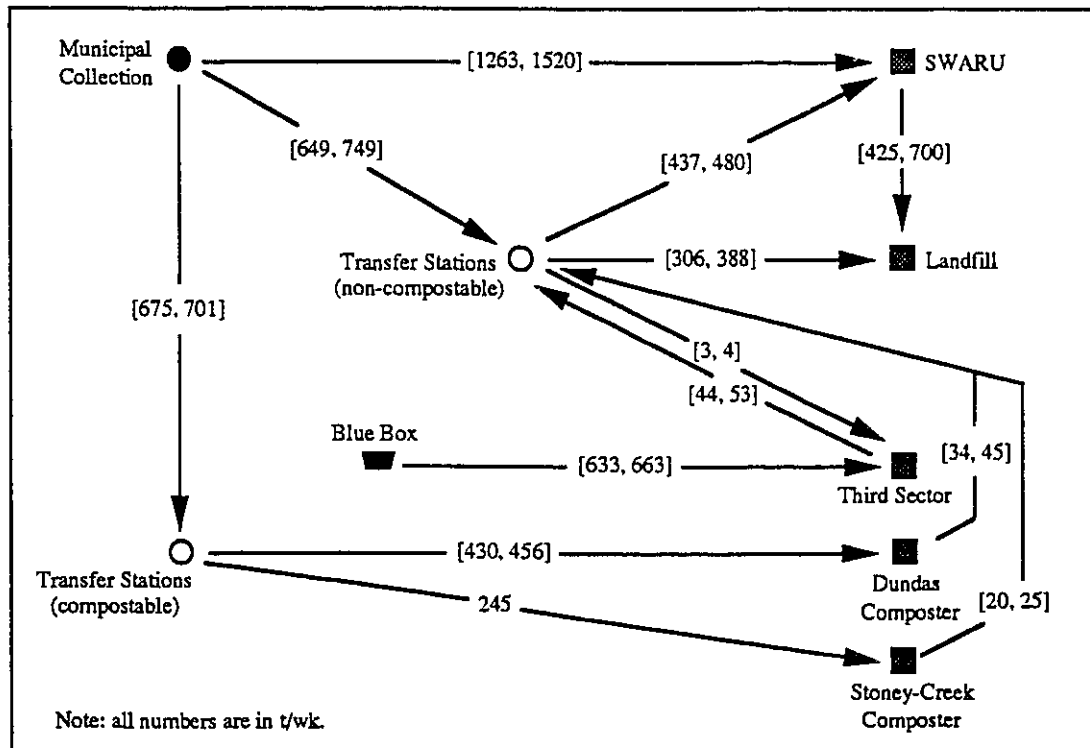 Municipal
Collection
[1263, 1520]
SWARU
[649, 749]
[437, 480]
[425, 700]
Transfer Stations
(non-compostable)
[306, 388]
Landfill
[675, 701]
[3, 4]
[44, 53]
Blue Box
[633, 663]
[34, 45]
Third Sector
[430, 456]
Transfer Stations
(compostable)
245
Dundas
Composter
[20, 25]
Stoney-Creek
Composter
Note: all numbers are in t/wk.